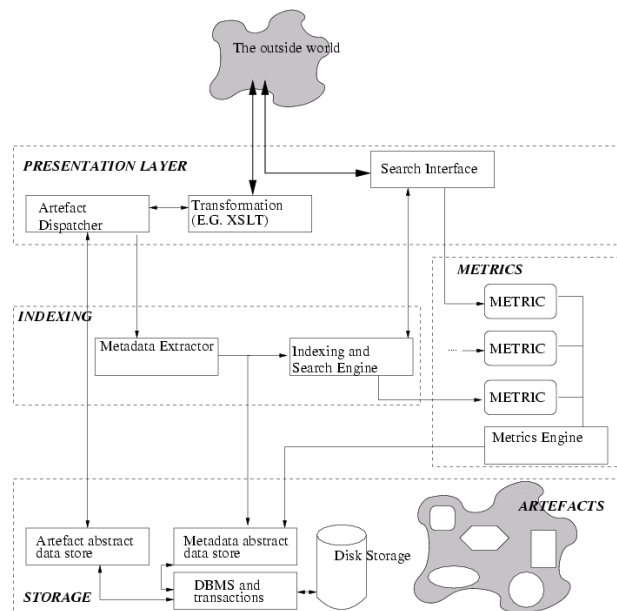 The outside world
PRESENTATION LAYER
Search Interface
Artefact
Dispatcher
Transformation
(E.G. XSLT)
METRICS
METRIC
INDEXING
Metadata Extractor
Indexing and
Search Engine
.... METRIC
METRIC
Metrics Engine
ARTEFACTS
Artefact abstract
data store
Metadata abstract
data store
Disk Storage
DBMS and
transactions
STORAGE